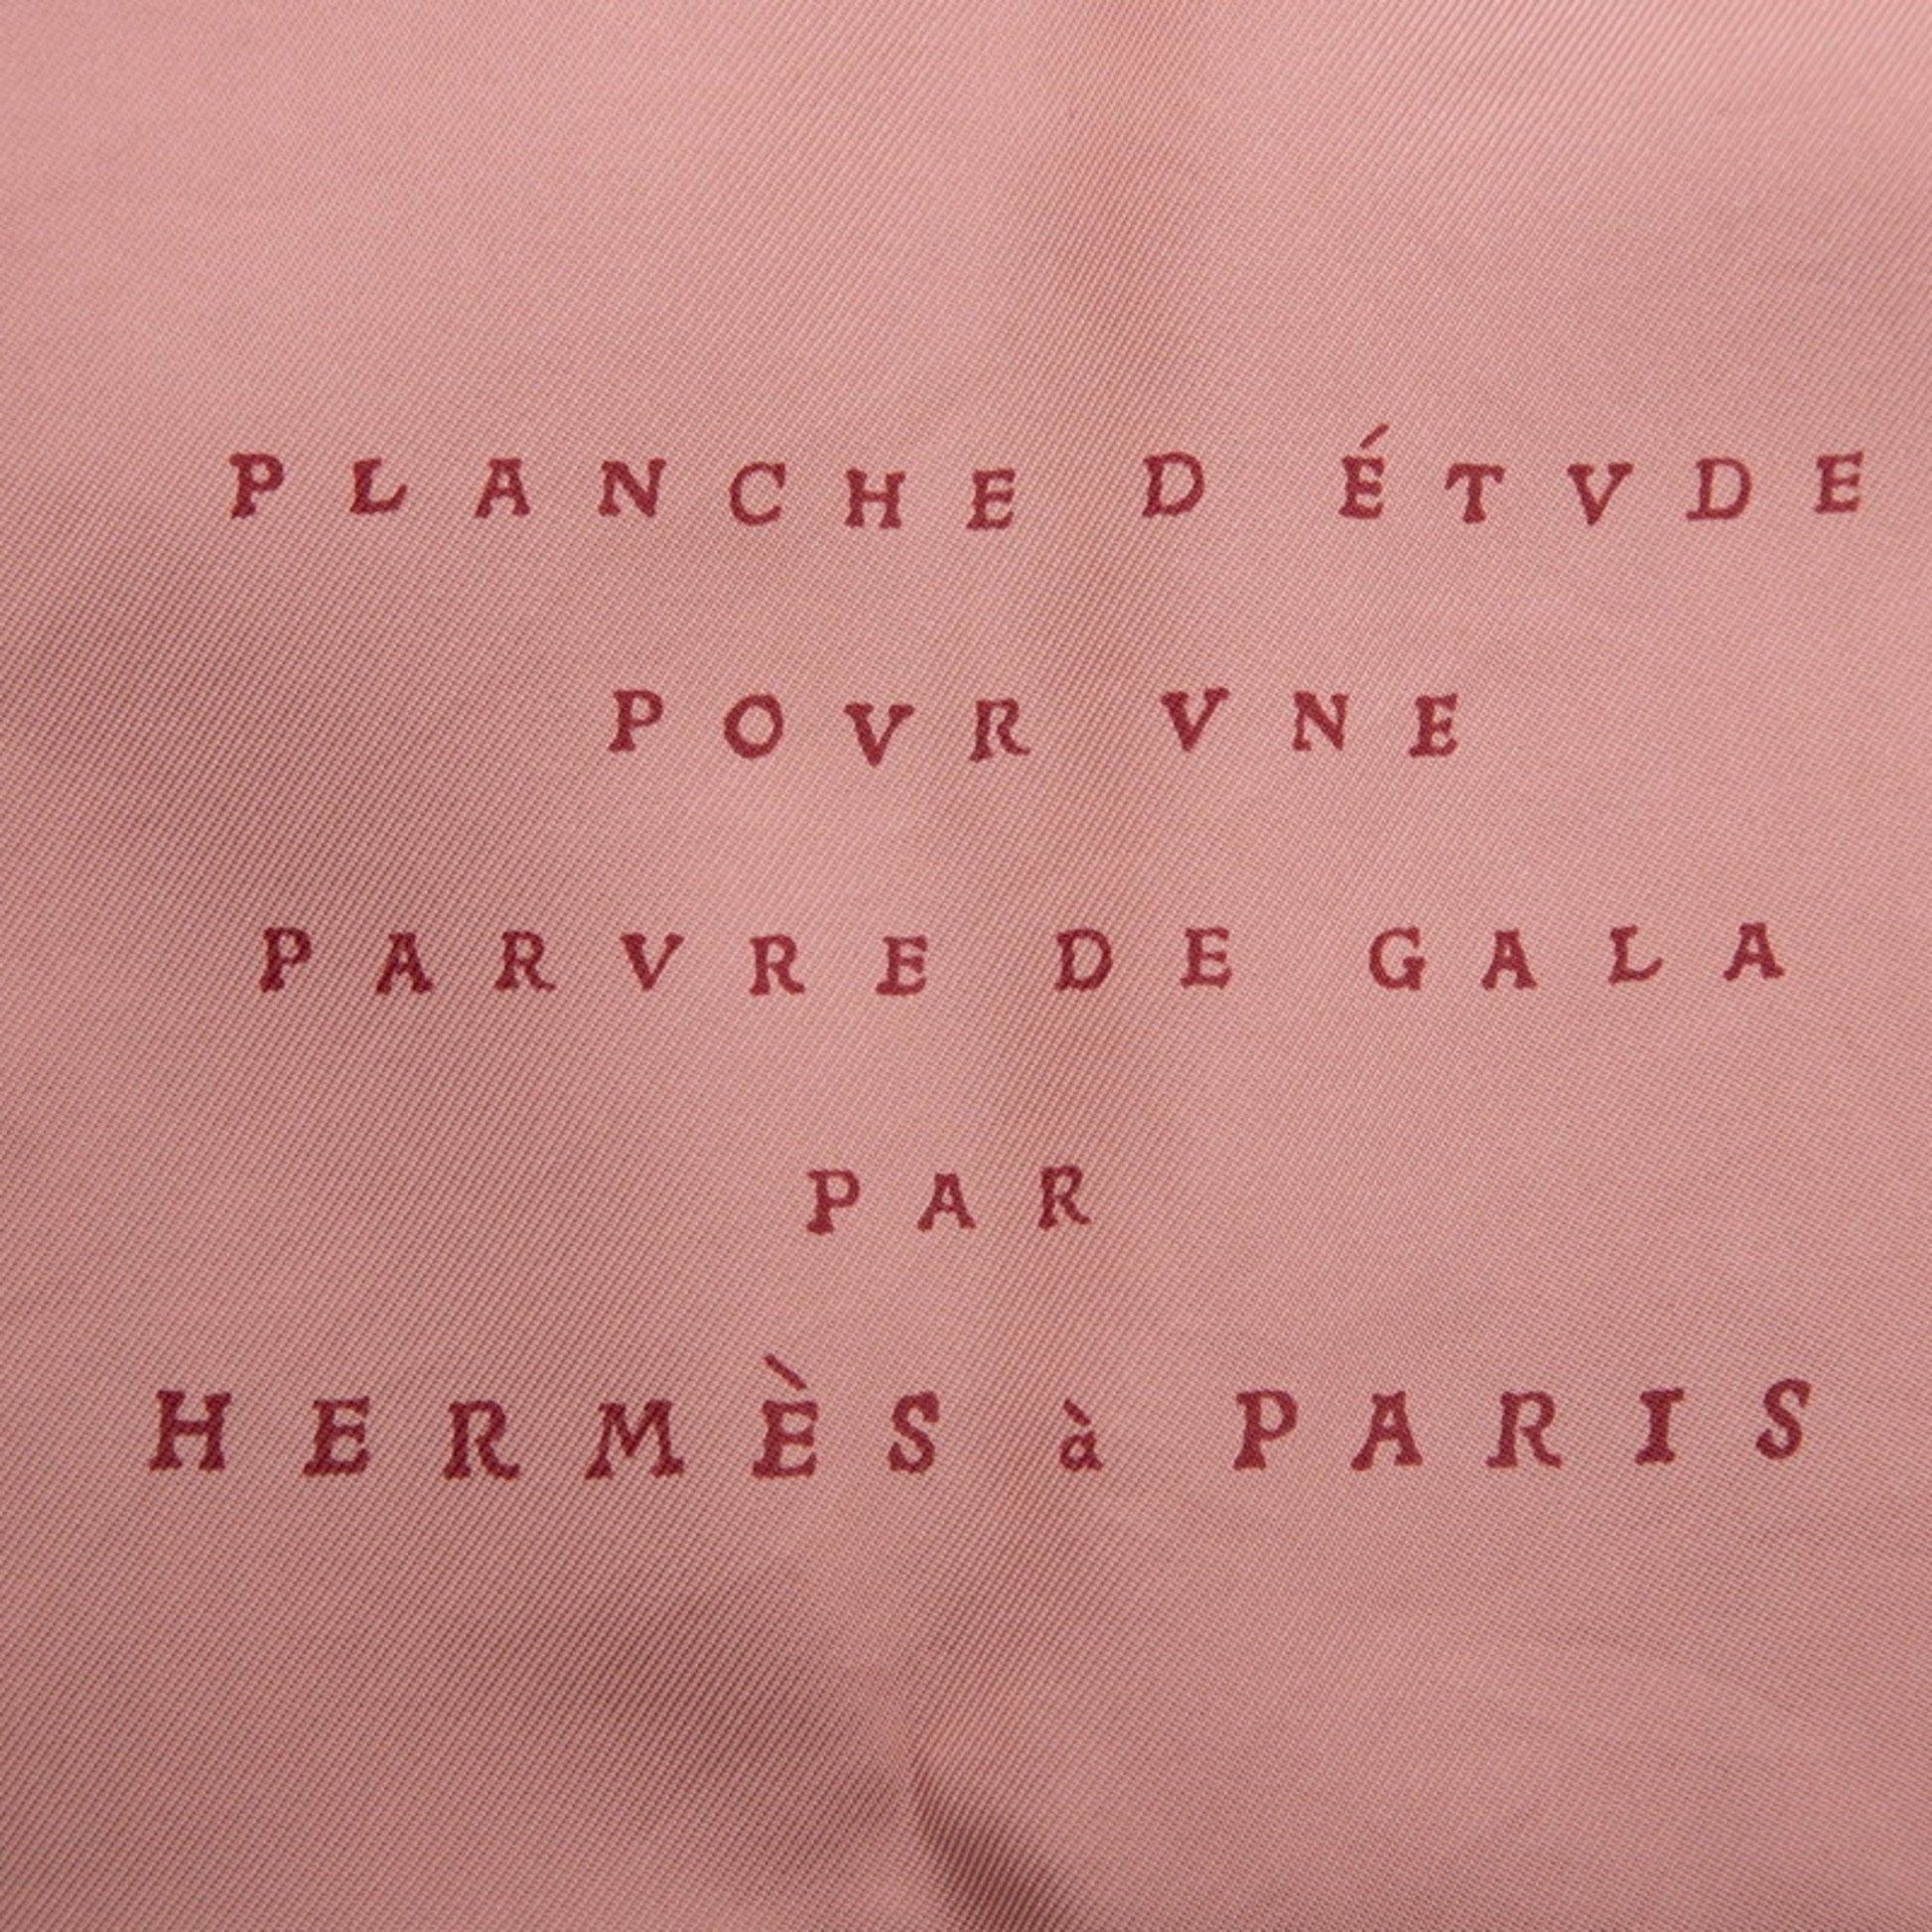 PLANCHE D ÉTVDE
POVR VNE
PARVRE DE GALA
PAR
HERMÈS à PARIS